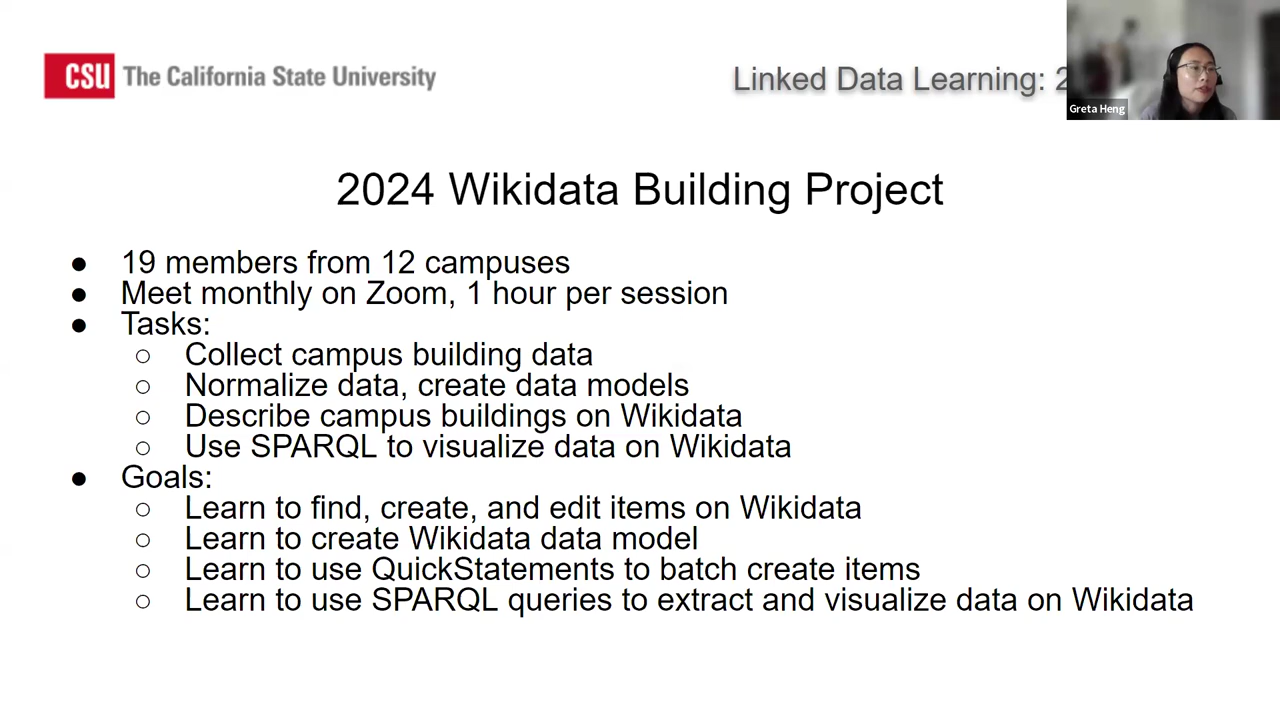 CSU The California State University
Linked Data Learning: 2
Greta Heng
2024 Wikidata Building Project
● 19 members from 12 campuses
● Meet monthly on Zoom, 1 hour per session
● Tasks:
○ Collect campus building data
○ Normalize data, create data models
○ Describe campus buildings on Wikidata
○ Use SPARQL to visualize data on Wikidata
● Goals:
○ Learn to find, create, and edit items on Wikidata
○ Learn to create Wikidata data model
○ Learn to use QuickStatements to batch create items
○ Learn to use SPARQL queries to extract and visualize data on Wikidata